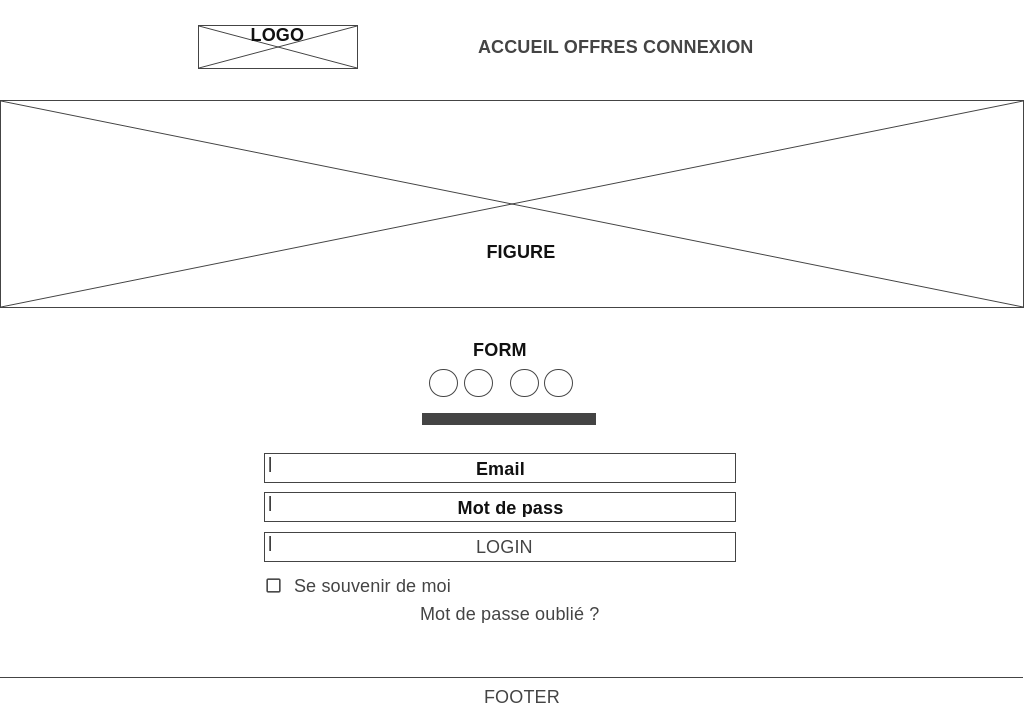 LOGO
ACCUEIL OFFRES CONNEXION
FIGURE
FORM
Email
Mot de pass
LOGIN
Se souvenir de moi
Mot de passe oublié ?
FOOTER